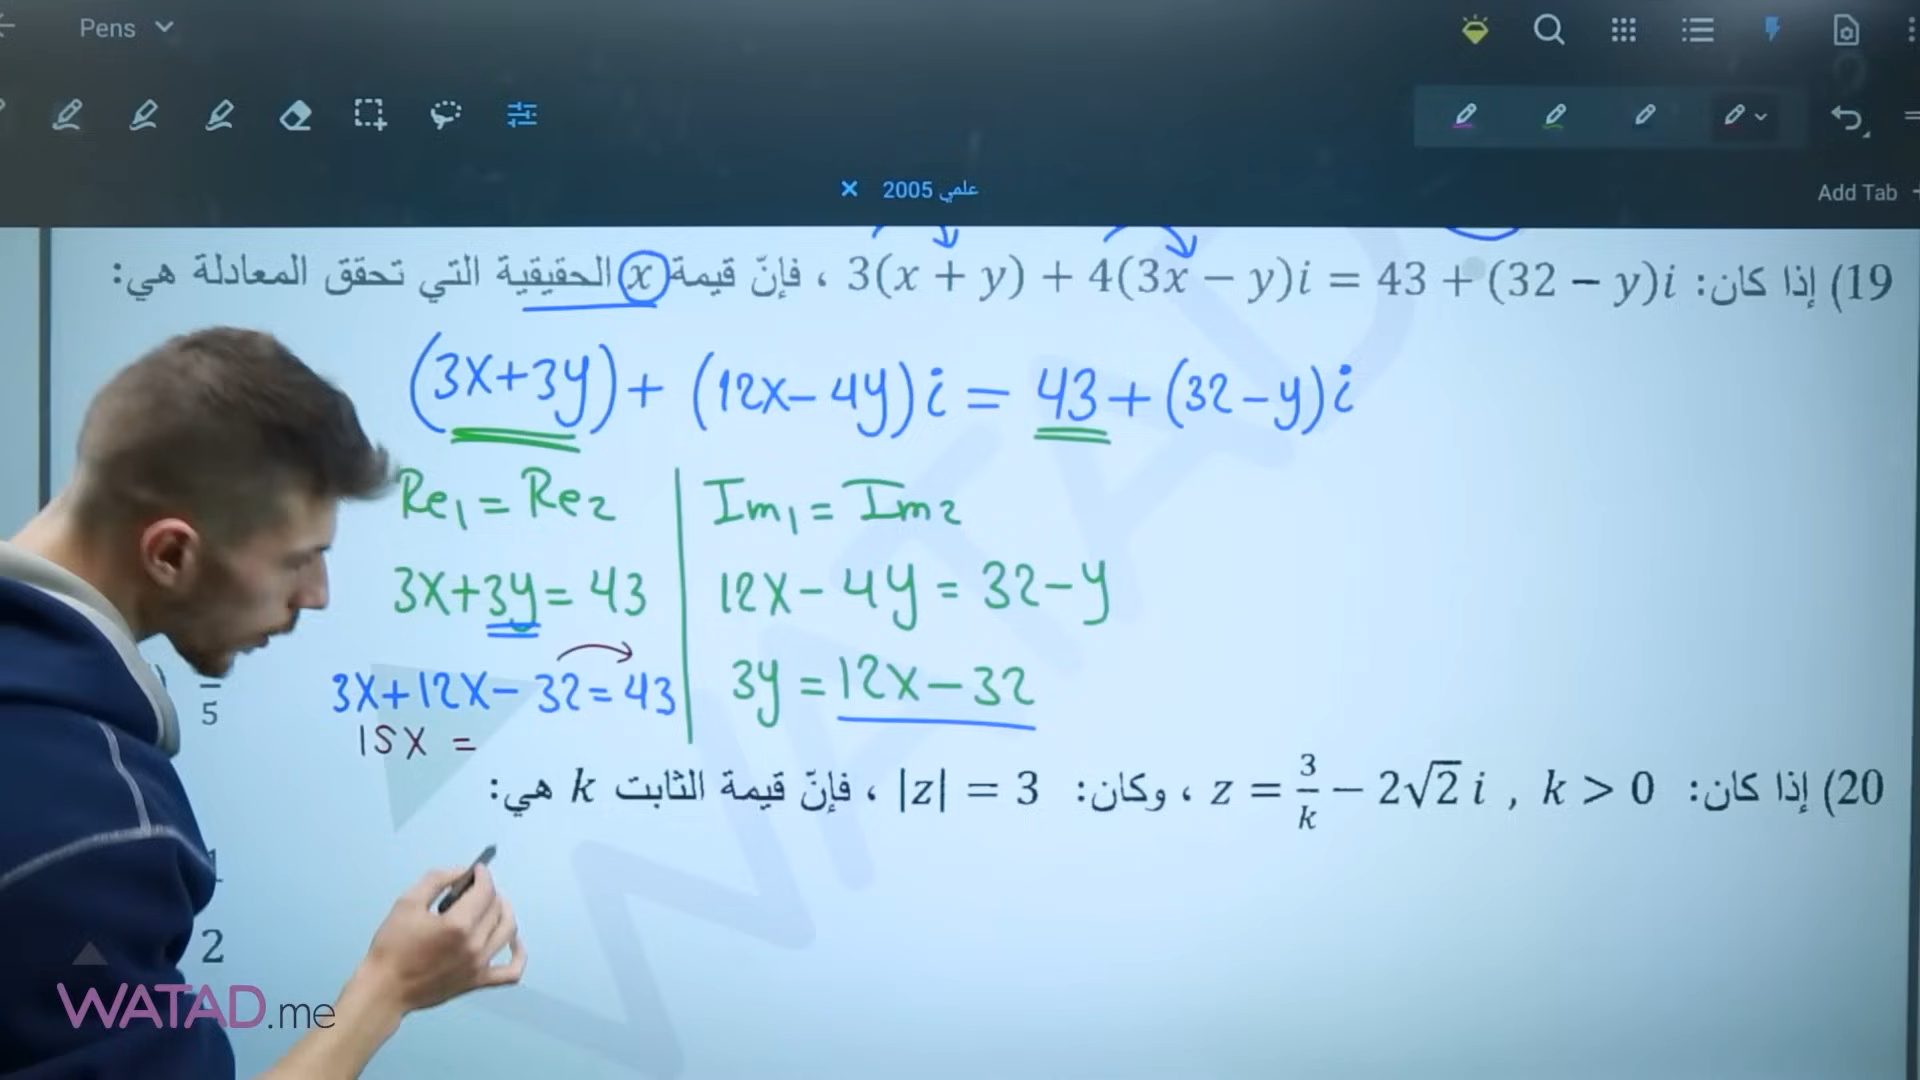 Pens
علمي 2005
Add Tab
19) إذا كان: 3(x + y) + 4(3x − y)i = 43 + (32 − y)i ، فإنّ قيمة x الحقيقية التي تحقق المعادلة هي:
(3x+3y)+(12x−4y)i = 43+(32−y)i
Re1 = Re2
3x+3y = 43
3x+12x−32=43
15x =
Im1 = Im2
12x−4y = 32−y
3y = 12x−32
5
20) إذا كان: z = 3/k − 2√2 i , k > 0 ، وكان: |z| = 3 ، فإنّ قيمة الثابت k هي:
1
2
WATAD
WATAD.me